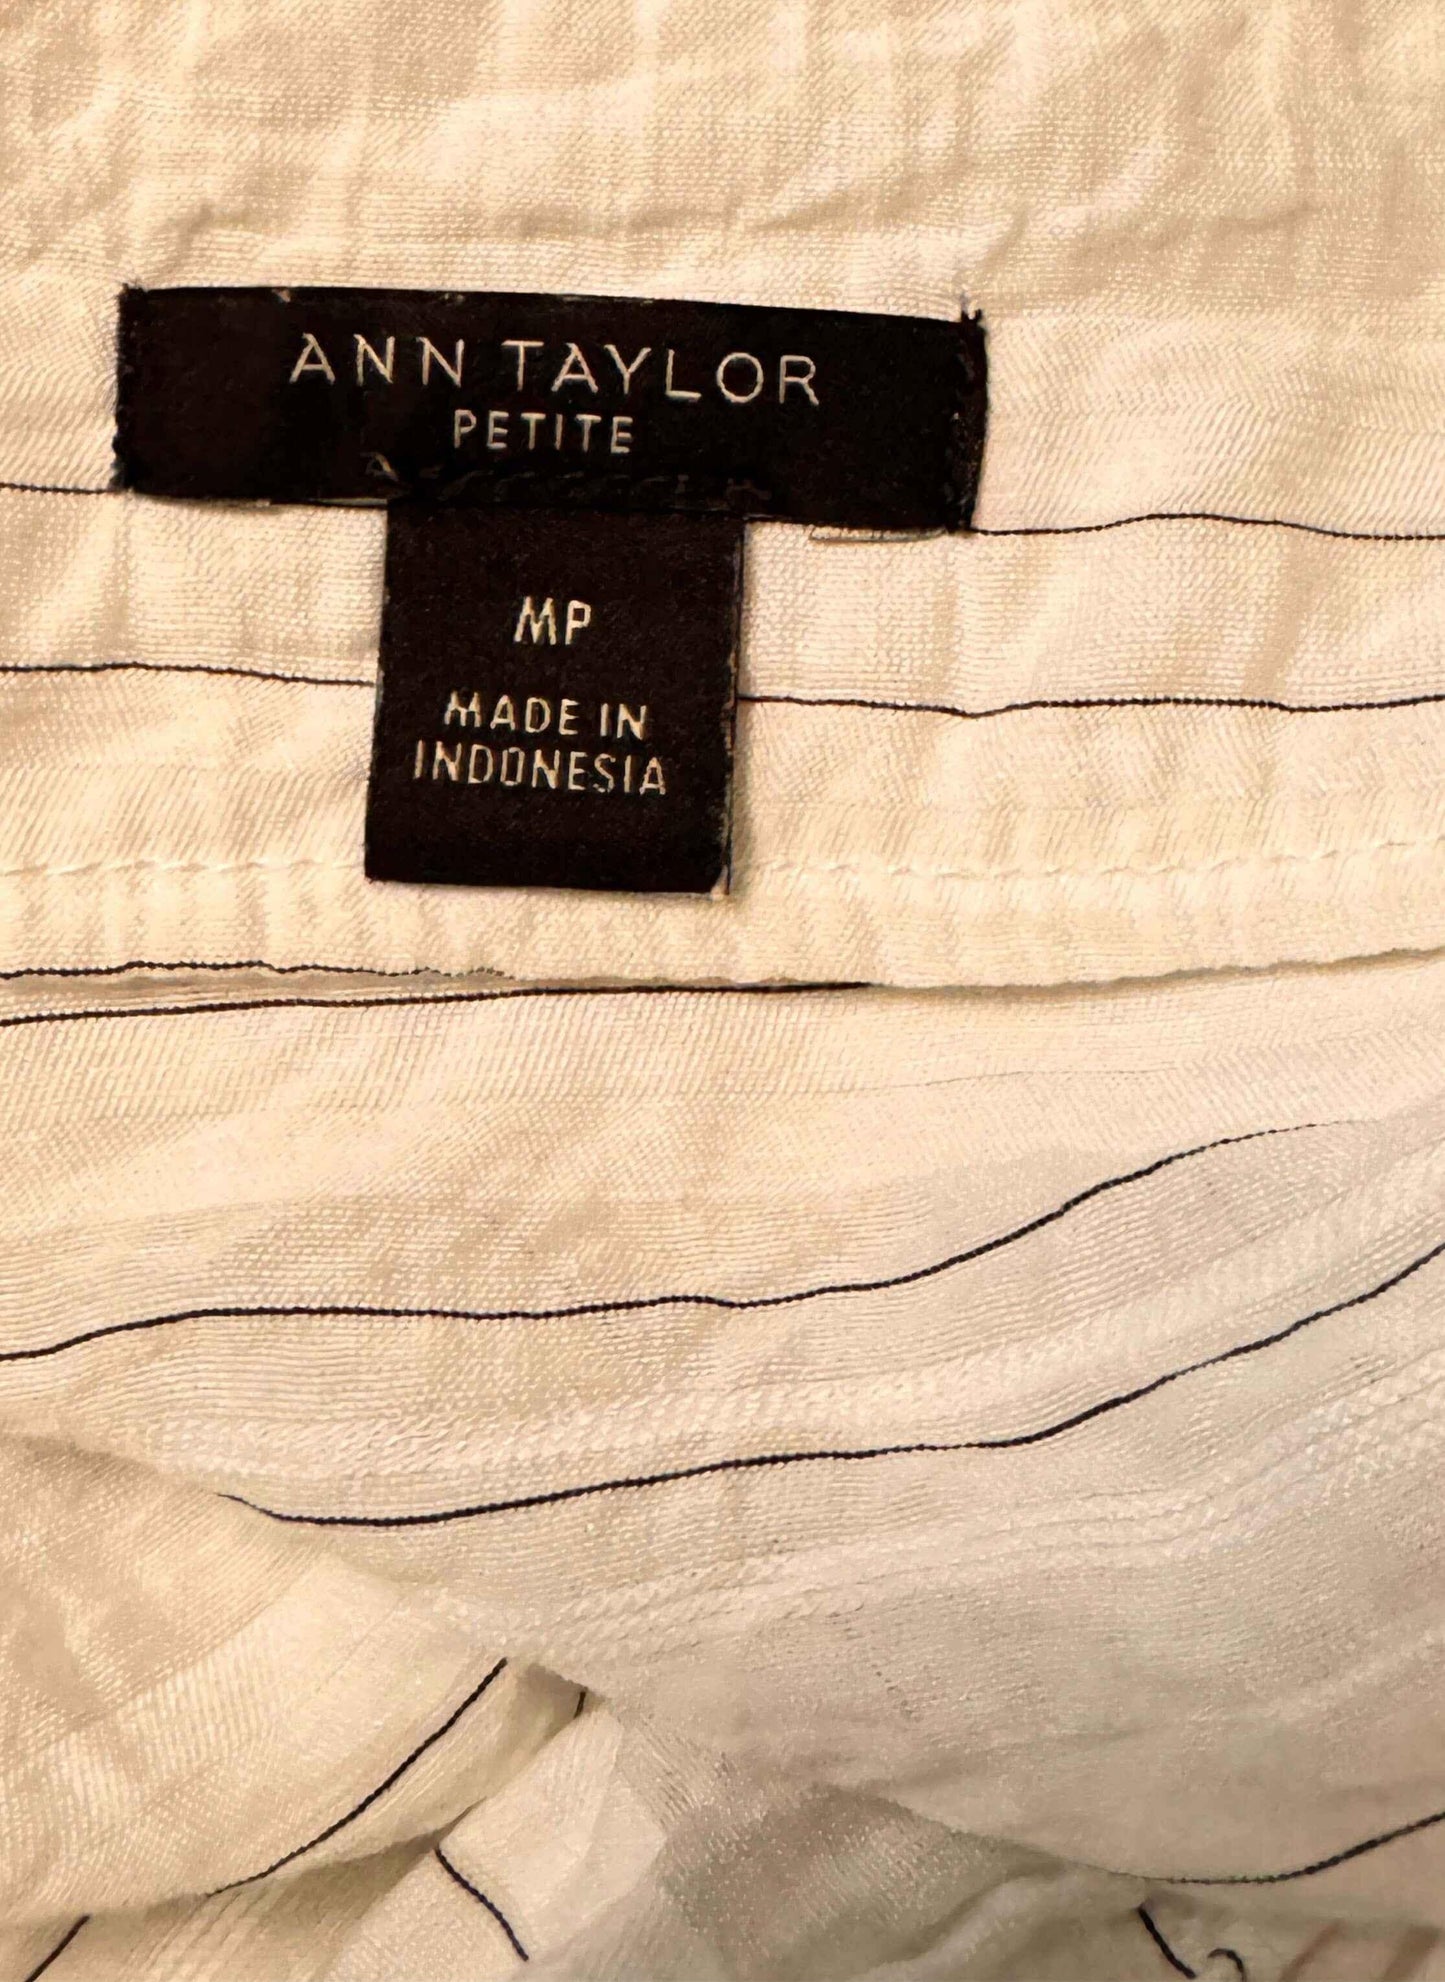 ANN TAYLOR
PETITE
MP
MADE IN
INDONESIA